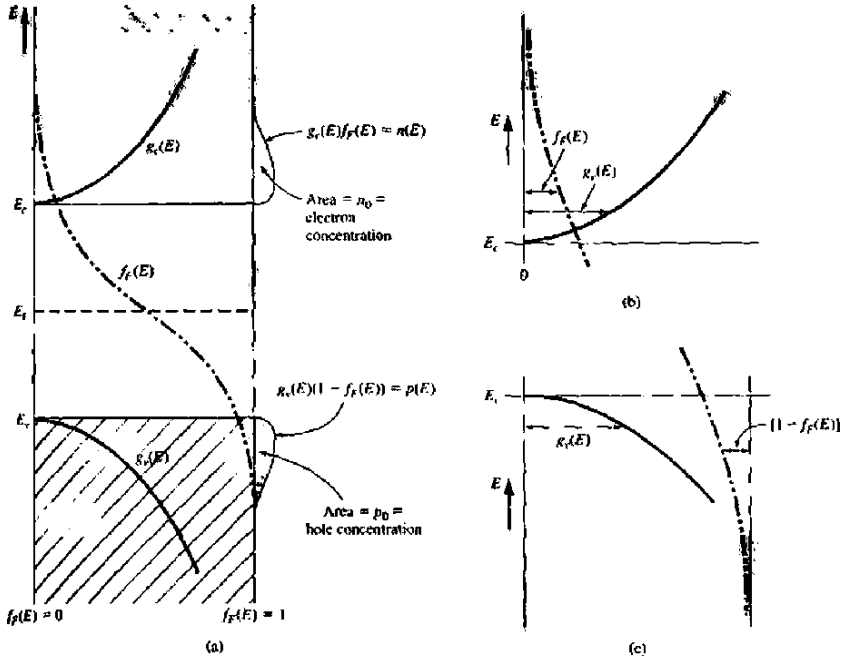 E
g_c(E)f_F(E) = n(E)
g_c(E)
E_c
Area = n_0 =
electron
concentration
f_F(E)
E_f
g_v(E)(1 − f_F(E)) = p(E)
E_v
g_v(E)
Area = p_0 =
hole concentration
f_F(E) = 0
f_F(E) = 1
(a)
E
f_F(E)
g_c(E)
E_c
0
(b)
E_v
g_v(E)
[1 − f_F(E)]
E
(c)